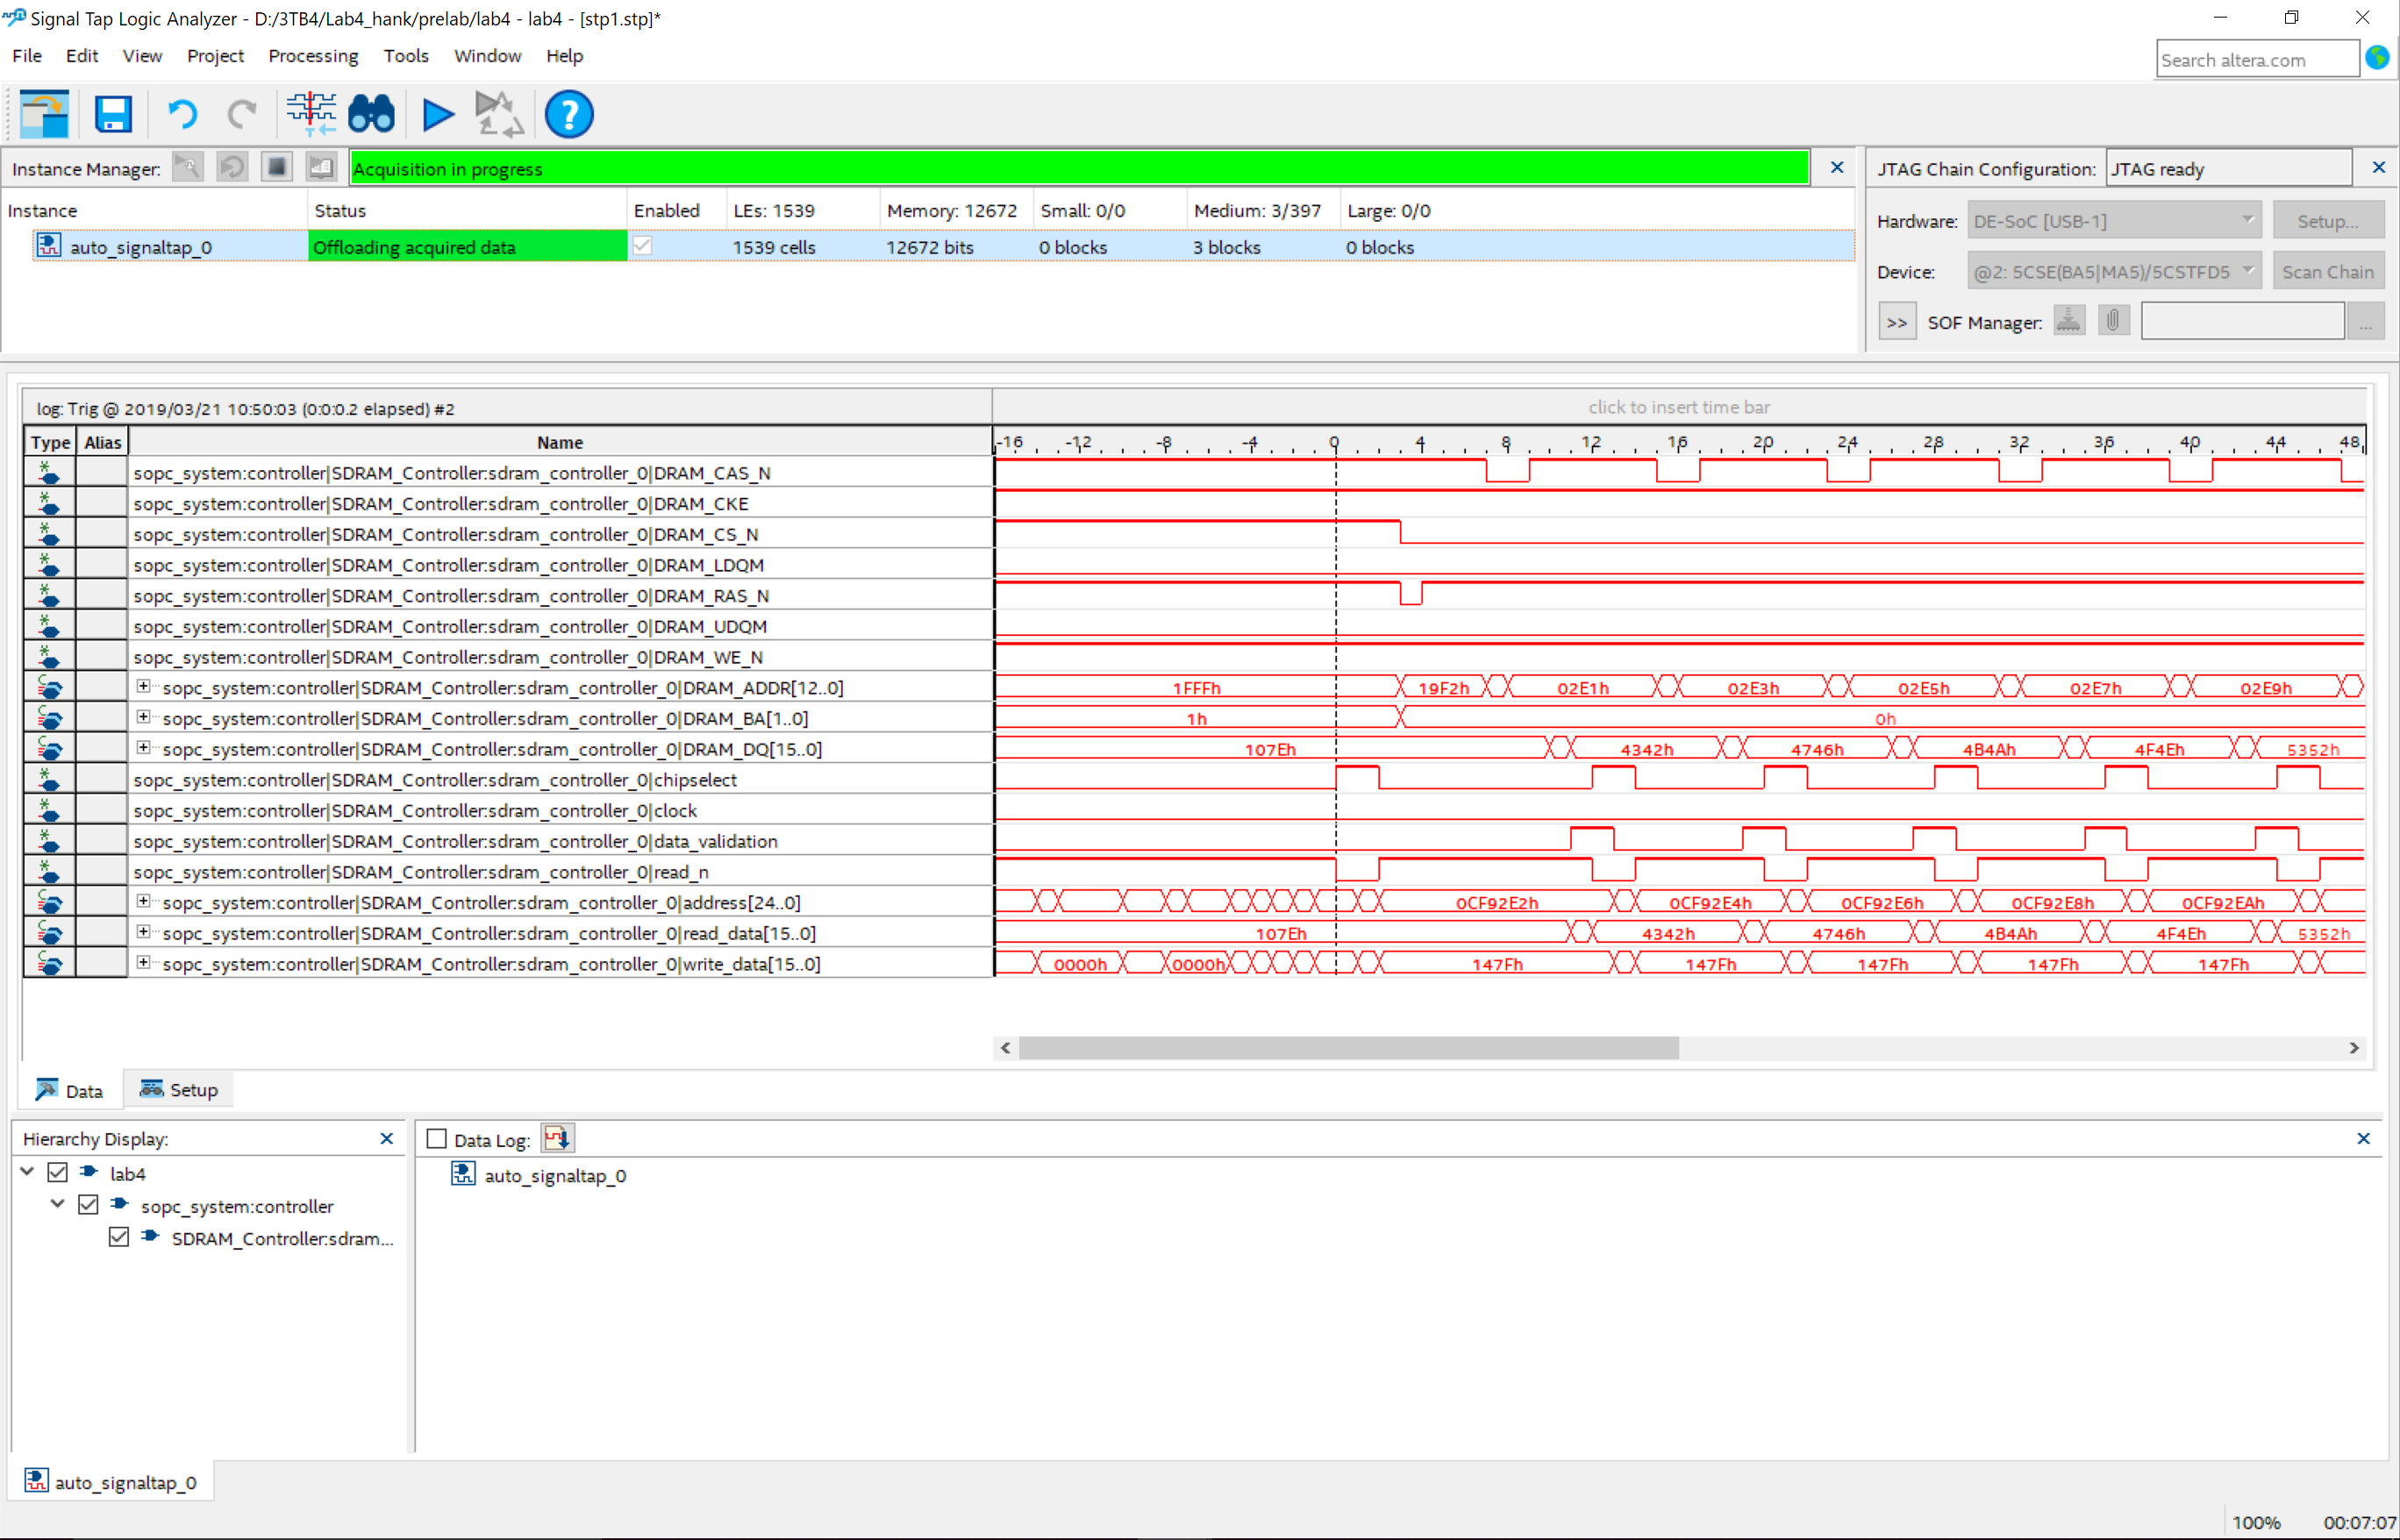 Signal Tap Logic Analyzer - D:/3TB4/Lab4_hank/prelab/lab4 - lab4 - [stp1.stp]*
File Edit View Project Processing Tools Window Help
Search altera.com
Instance Manager: Acquisition in progress
JTAG Chain Configuration: JTAG ready
Instance Status Enabled LEs: 1539 Memory: 12672 Small: 0/0 Medium: 3/397 Large: 0/0
auto_signaltap_0 Offloading acquired data 1539 cells 12672 bits 0 blocks 3 blocks 0 blocks
Hardware: DE-SoC [USB-1] Setup...
Device: @2: 5CSE(BA5|MA5)/5CSTFD5 Scan Chain
>> SOF Manager: ...
log: Trig @ 2019/03/21 10:50:03 (0:0:0.2 elapsed) #2
click to insert time bar
Type Alias Name -16 -12 -8 -4 0 4 8 12 16 20 24 28 32 36 40 44 48
sopc_system:controller|SDRAM_Controller:sdram_controller_0|DRAM_CAS_N
sopc_system:controller|SDRAM_Controller:sdram_controller_0|DRAM_CKE
sopc_system:controller|SDRAM_Controller:sdram_controller_0|DRAM_CS_N
sopc_system:controller|SDRAM_Controller:sdram_controller_0|DRAM_LDQM
sopc_system:controller|SDRAM_Controller:sdram_controller_0|DRAM_RAS_N
sopc_system:controller|SDRAM_Controller:sdram_controller_0|DRAM_UDQM
sopc_system:controller|SDRAM_Controller:sdram_controller_0|DRAM_WE_N
sopc_system:controller|SDRAM_Controller:sdram_controller_0|DRAM_ADDR[12..0] 1FFFh 19F2h 02E1h 02E3h 02E5h 02E7h 02E9h
sopc_system:controller|SDRAM_Controller:sdram_controller_0|DRAM_BA[1..0] 1h 0h
sopc_system:controller|SDRAM_Controller:sdram_controller_0|DRAM_DQ[15..0] 107Eh 4342h 4746h 4B4Ah 4F4Eh 5352h
sopc_system:controller|SDRAM_Controller:sdram_controller_0|chipselect
sopc_system:controller|SDRAM_Controller:sdram_controller_0|clock
sopc_system:controller|SDRAM_Controller:sdram_controller_0|data_validation
sopc_system:controller|SDRAM_Controller:sdram_controller_0|read_n
sopc_system:controller|SDRAM_Controller:sdram_controller_0|address[24..0] 0CF92E2h 0CF92E4h 0CF92E6h 0CF92E8h 0CF92EAh
sopc_system:controller|SDRAM_Controller:sdram_controller_0|read_data[15..0] 107Eh 4342h 4746h 4B4Ah 4F4Eh 5352h
sopc_system:controller|SDRAM_Controller:sdram_controller_0|write_data[15..0] 0000h 0000h 147Fh 147Fh 147Fh 147Fh 147Fh
Data Setup
Hierarchy Display:
lab4
sopc_system:controller
SDRAM_Controller:sdram...
Data Log:
auto_signaltap_0
auto_signaltap_0
100% 00:07:07